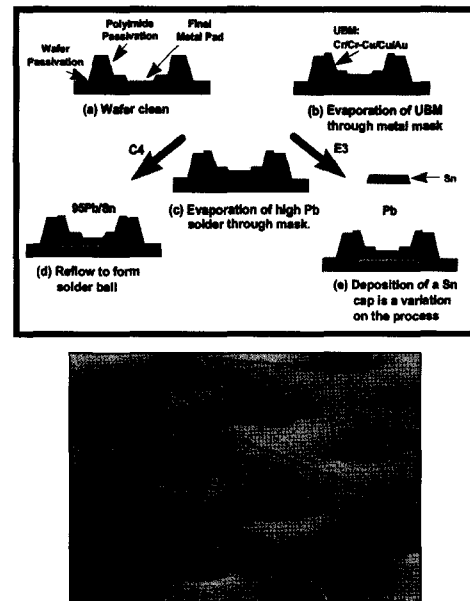 Polyimide
Passivation
Final
Metal Pad
Wafer
Passivation
(a) Wafer clean
UBM:
Cr/Cr-Cu/Cu/Au
(b) Evaporation of UBM
through metal mask
C4
E3
Sn
(c) Evaporation of high Pb
solder through mask.
95Pb/Sn
Pb
(d) Reflow to form
solder ball
(e) Deposition of a Sn
cap is a variation
on the process